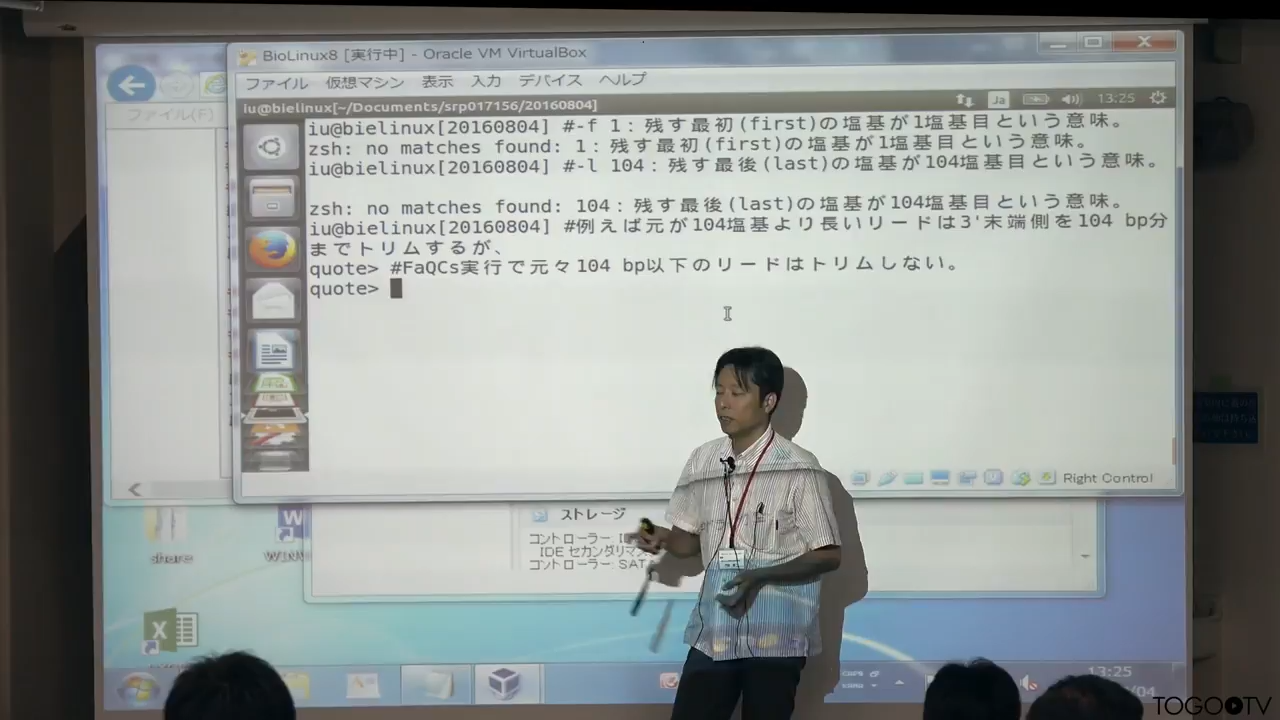 BioLinux8 [実行中] - Oracle VM VirtualBox
ファイル 仮想マシン 表示 入力 デバイス ヘルプ
ファイル(F)
iu@bielinux[~/Documents/srp017156/20160804]
Ja
13:25
iu@bielinux[20160804] #-f 1：残す最初(first)の塩基が1塩基目という意味。
zsh: no matches found: 1：残す最初(first)の塩基が1塩基目という意味。
iu@bielinux[20160804] #-l 104：残す最後(last)の塩基が104塩基目という意味。
zsh: no matches found: 104：残す最後(last)の塩基が104塩基目という意味。
iu@bielinux[20160804] #例えば元が104塩基より長いリードは3'末端側を104 bp分
までトリムするが、
quote> #FaQCs実行で元々104 bp以下のリードはトリムしない。
quote>
Right Control
ストレージ
コントローラー
IDE セカンダリマス
コントローラー: SAT
share
13:25
TOGOTV